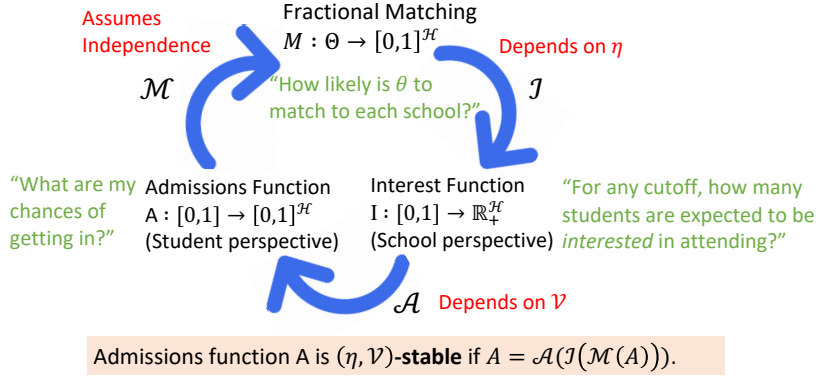 Fractional Matching
M : Θ → [0,1]^ℋ
Assumes
Independence
ℳ
Depends on η
ℐ
"How likely is θ to
match to each school?"
"What are my
chances of
getting in?"
Admissions Function
A : [0,1] → [0,1]^ℋ
(Student perspective)
Interest Function
I : [0,1] → ℝ₊^ℋ
(School perspective)
"For any cutoff, how many
students are expected to be
interested in attending?"
𝒜 Depends on 𝒱
Admissions function A is (η, 𝒱)-stable if A = 𝒜(ℐ(ℳ(A))).